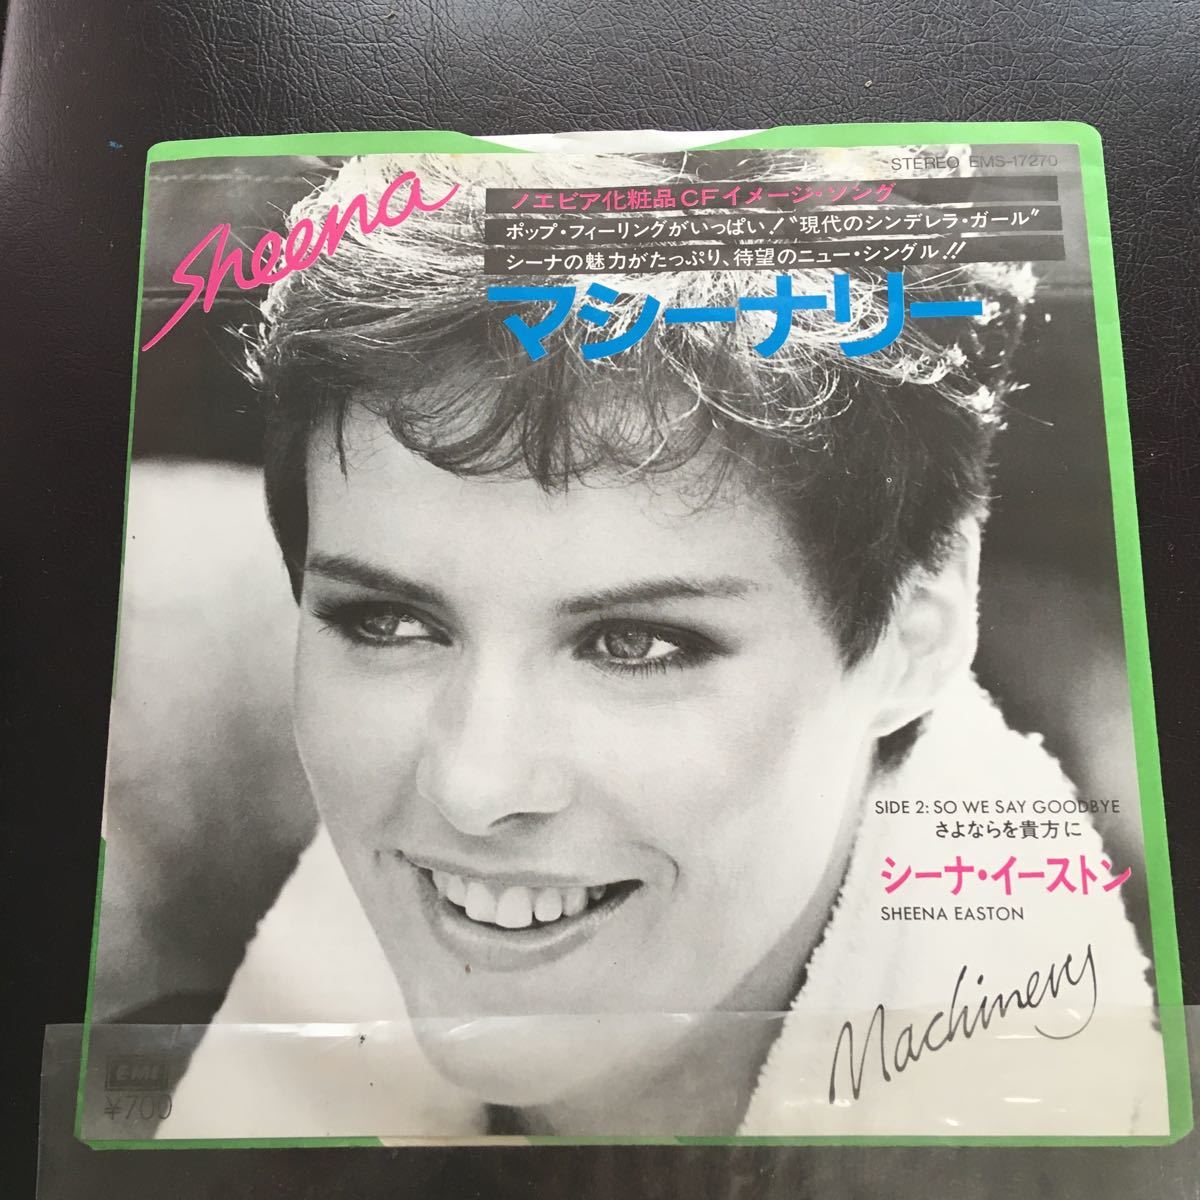 STEREO EMS-17270
Sheena
ノエビア化粧品CFイメージ・ソング
ポップ・フィーリングがいっぱい!“現代のシンデレラ・ガール”
シーナの魅力がたっぷり、待望のニュー・シングル!!
マシーナリー
SIDE 2: SO WE SAY GOODBYE
さよならを貴方に
シーナ・イーストン
SHEENA EASTON
Machinery
EMI
¥700